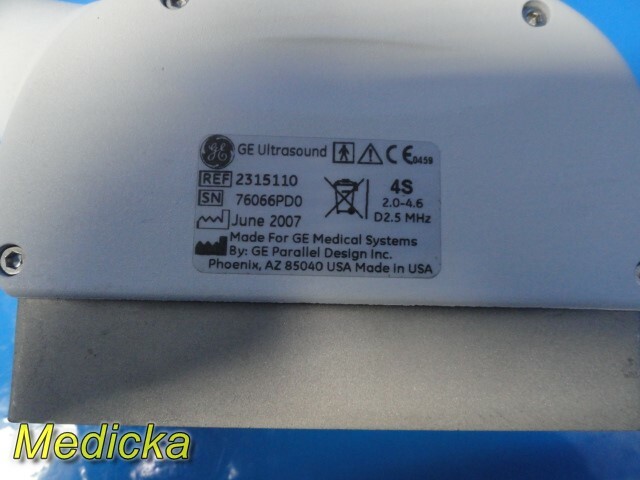 GE Ultrasound CE0459
REF 2315110
SN 76066PD0
June 2007
4S
2.0-4.6
D2.5 MHz
Made For GE Medical Systems
By: GE Parallel Design Inc.
Phoenix, AZ 85040 USA Made in USA
Medicka